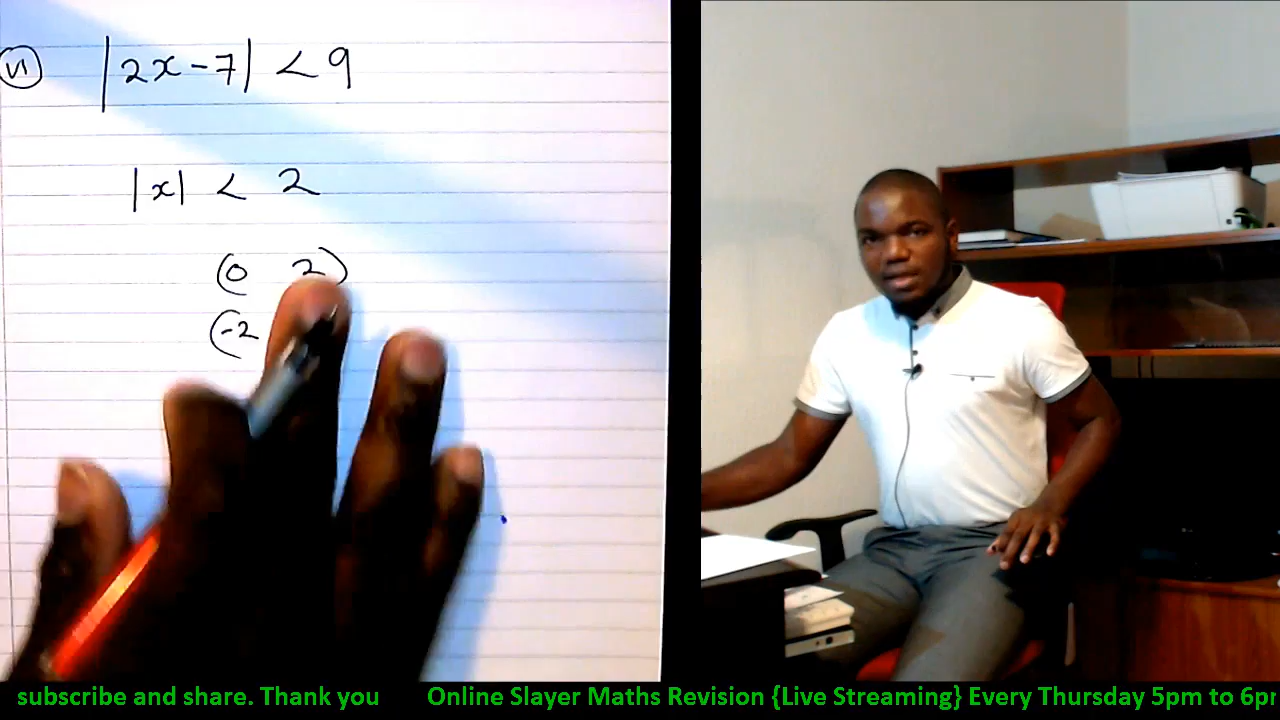 VI |2x-7| < 9
|x| < 2
(0 2)
(-2
subscribe and share. Thank you Online Slayer Maths Revision {Live Streaming} Every Thursday 5pm to 6p